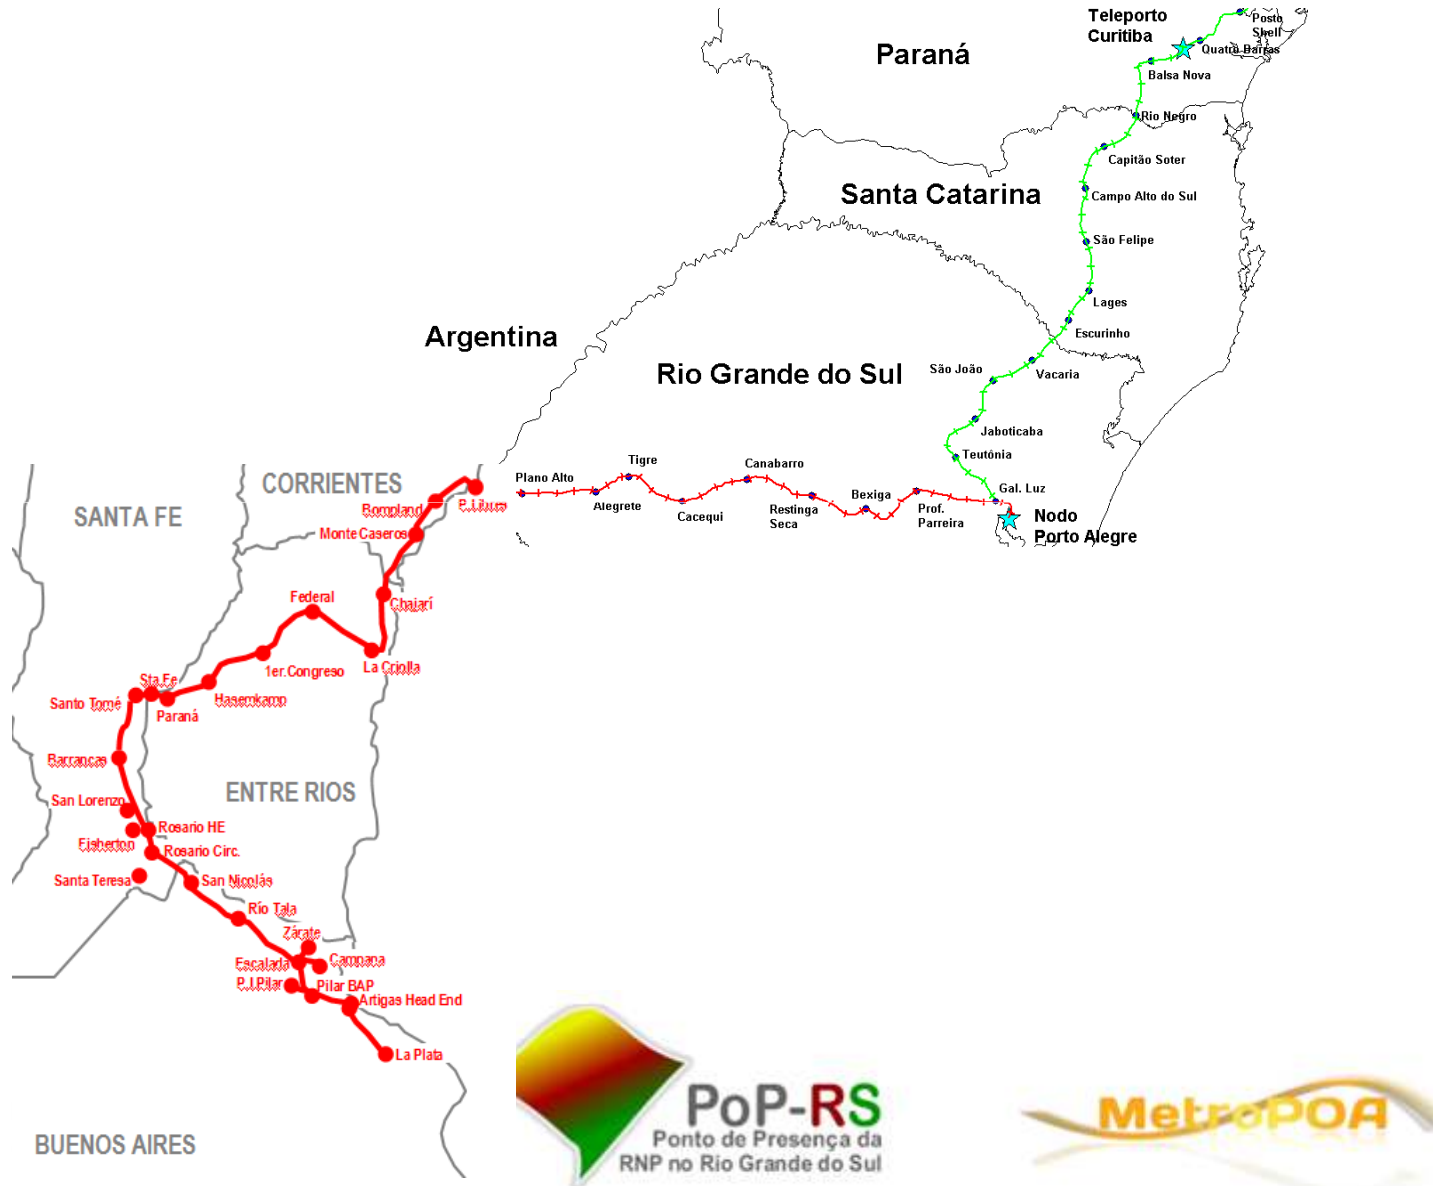 Teleporto
Curitiba
Posto
Shell
Quatro Barras
Balsa Nova
Paraná
Rio Negro
Capitão Soter
Santa Catarina
Campo Alto do Sul
São Felipe
Lages
Escurinho
Argentina
Rio Grande do Sul
São João
Vacaria
Jaboticaba
Teutônia
Gal. Luz
Nodo
Porto Alegre
Plano Alto
Tigre
Alegrete
Cacequi
Canabarro
Restinga
Seca
Bexiga
Prof.
Parreira
CORRIENTES
SANTA FE
P. Libres
Bompland
Monte Caseros
Federal
Chajarí
1er.Congreso
La Criolla
Sta.Fe
Hasemkamp
Santo Tomé
Paraná
Barrancas
ENTRE RIOS
San Lorenzo
Rosario HE
Fisherton
Rosario Circ.
Santa Teresa
San Nicolás
Río Tala
Zárate
Escalada
Campana
P.I.Pilar
Pilar BAP
Artigas Head End
La Plata
BUENOS AIRES
PoP-RS
Ponto de Presença da
RNP no Rio Grande do Sul
MetroPOA